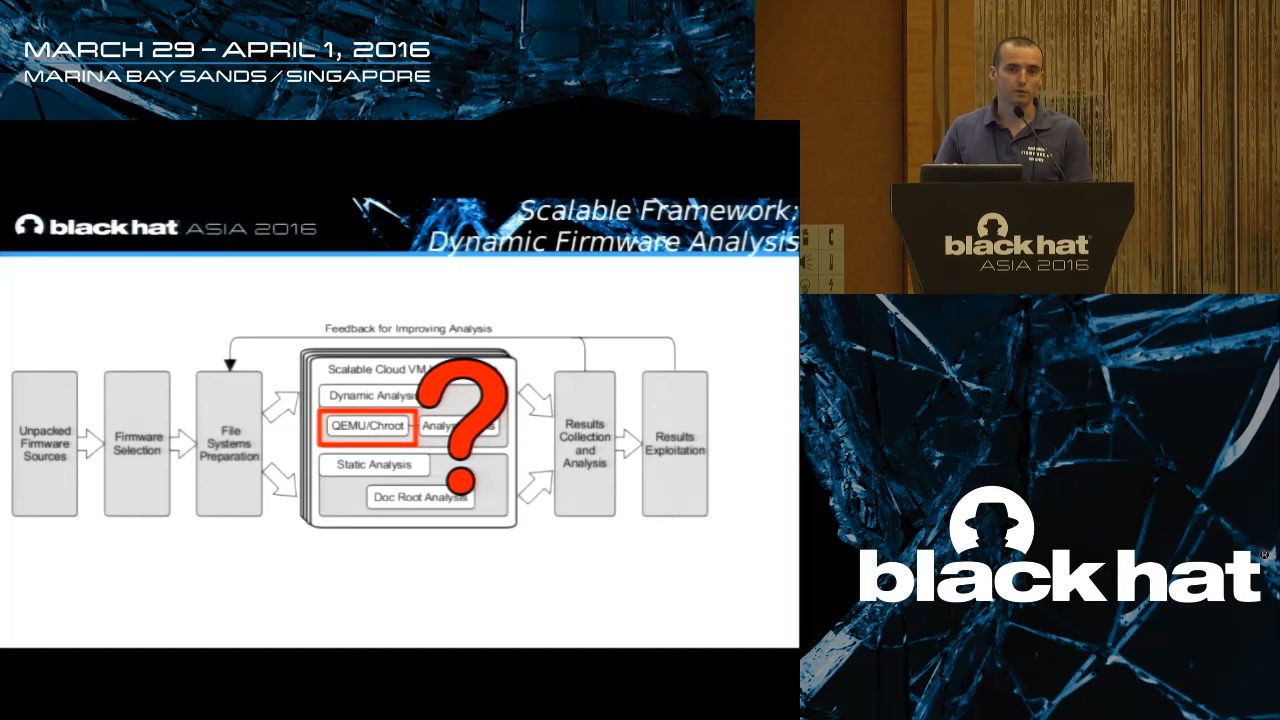 MARCH 29 – APRIL 1, 2016
MARINA BAY SANDS / SINGAPORE
black hat ASIA 2016
Scalable Framework:
Dynamic Firmware Analysis
Feedback for Improving Analysis
Unpacked
Firmware
Sources
Firmware
Selection
File
Systems
Preparation
Scalable Cloud VM
Dynamic Analysis
QEMU/Chroot
Static Analysis
Doc Root Analysis
?
Results
Collection
and
Analysis
Results
Exploitation
black hat
ASIA 2016
black hat®